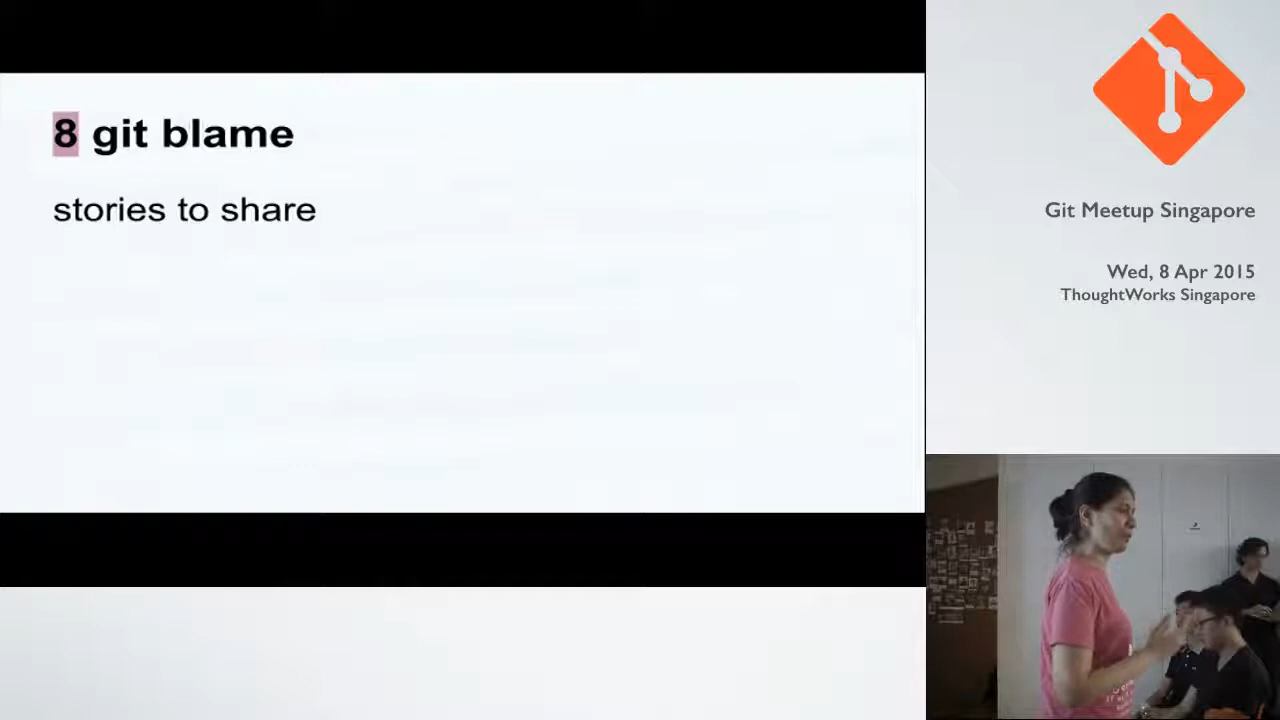 8 git blame
stories to share
Git Meetup Singapore
Wed, 8 Apr 2015
ThoughtWorks Singapore